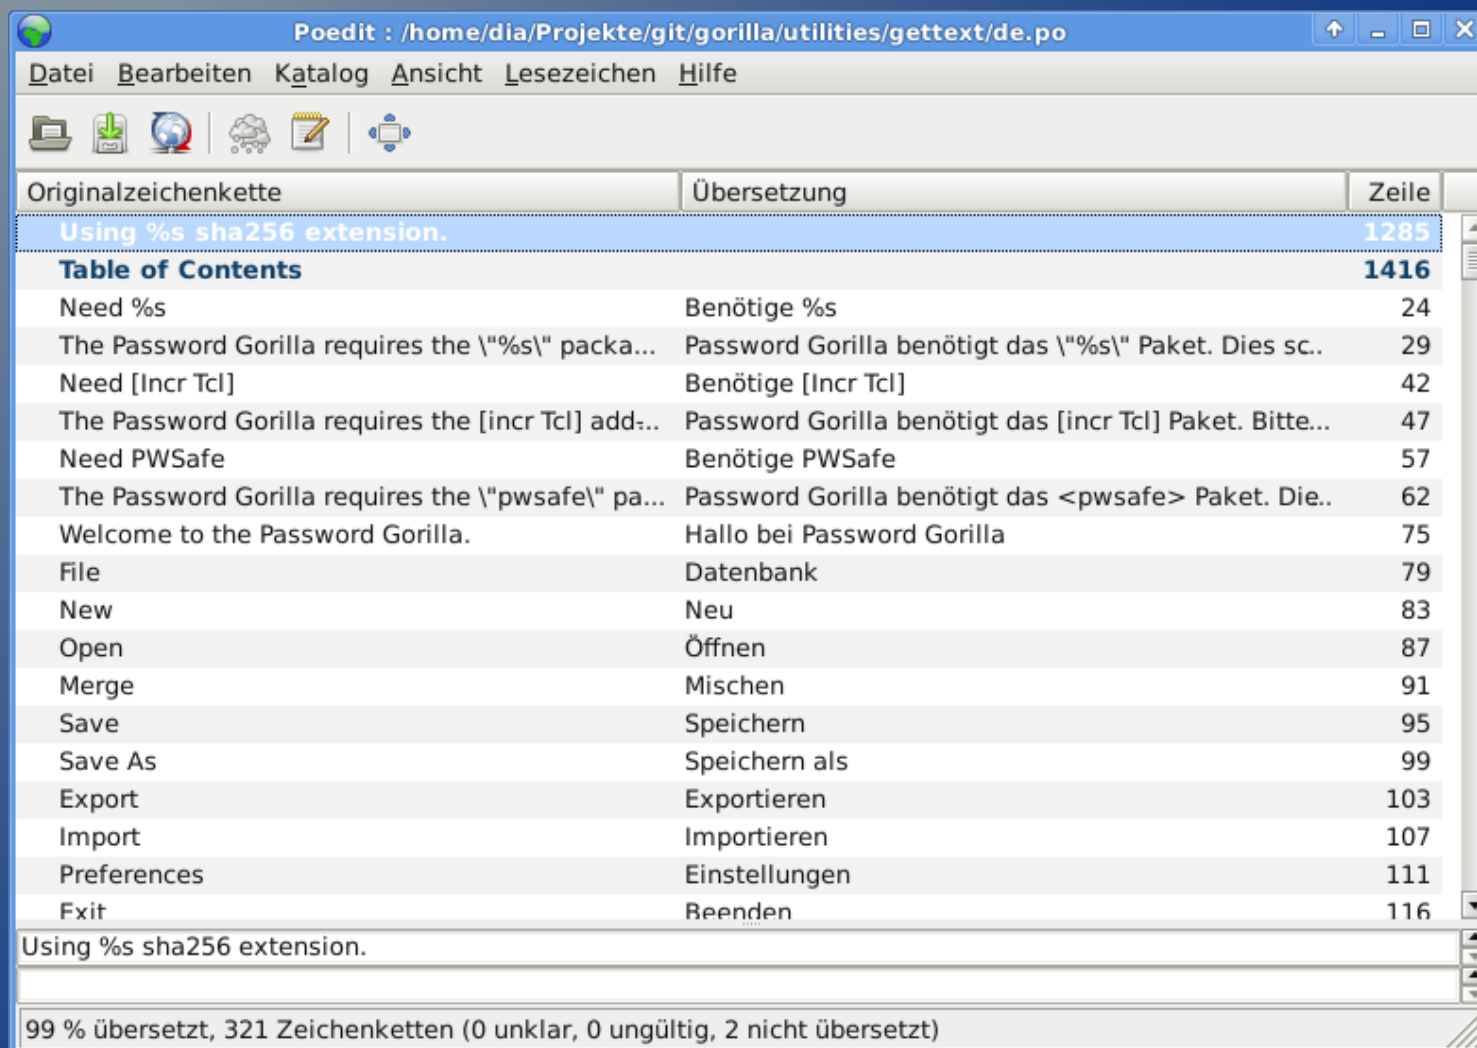 Poedit : /home/dia/Projekte/git/gorilla/utilities/gettext/de.po
Datei Bearbeiten Katalog Ansicht Lesezeichen Hilfe
Originalzeichenkette Übersetzung Zeile
Using %s sha256 extension. 1285
Table of Contents 1416
Need %s Benötige %s 24
The Password Gorilla requires the \"%s\" packa... Password Gorilla benötigt das \"%s\" Paket. Dies sc.. 29
Need [Incr Tcl] Benötige [Incr Tcl] 42
The Password Gorilla requires the [incr Tcl] add-... Password Gorilla benötigt das [incr Tcl] Paket. Bitte... 47
Need PWSafe Benötige PWSafe 57
The Password Gorilla requires the \"pwsafe\" pa... Password Gorilla benötigt das <pwsafe> Paket. Die.. 62
Welcome to the Password Gorilla. Hallo bei Password Gorilla 75
File Datenbank 79
New Neu 83
Open Öffnen 87
Merge Mischen 91
Save Speichern 95
Save As Speichern als 99
Export Exportieren 103
Import Importieren 107
Preferences Einstellungen 111
Exit Beenden 116
Using %s sha256 extension.
99 % übersetzt, 321 Zeichenketten (0 unklar, 0 ungültig, 2 nicht übersetzt)